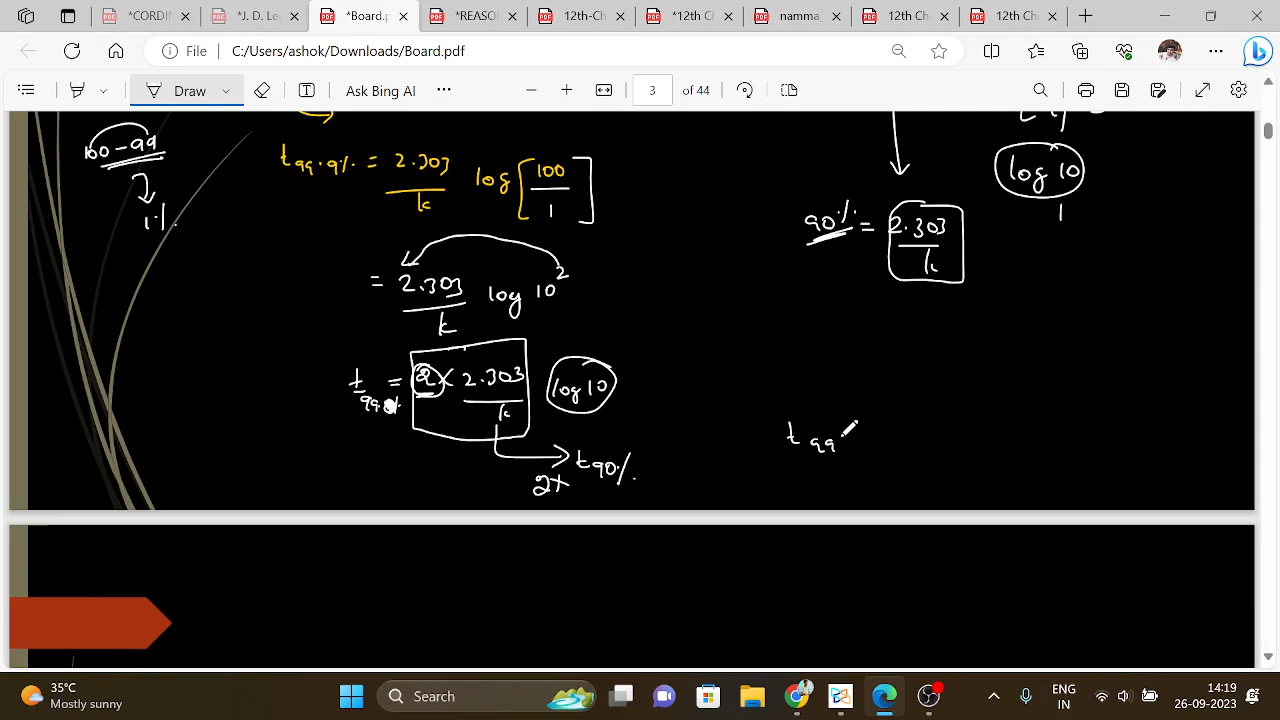 *CORDI
*J. D. Le
*Board.p
*REASO
12th-Ch
*12th C
namma
12th Ch
12th Ch
File C:/Users/ashok/Downloads/Board.pdf
Draw Ask Bing AI 3 of 44
100 - 99
1%.
t99.9% = 2.303 log [100
k 1]
log 10
1
90% = 2.303
k
= 2.303 log 10²
k
t99% = 2 × 2.303 log 10
k
2x t90%.
t99
35°C
Mostly sunny
Search
ENG
IN
14:19
26-09-2023